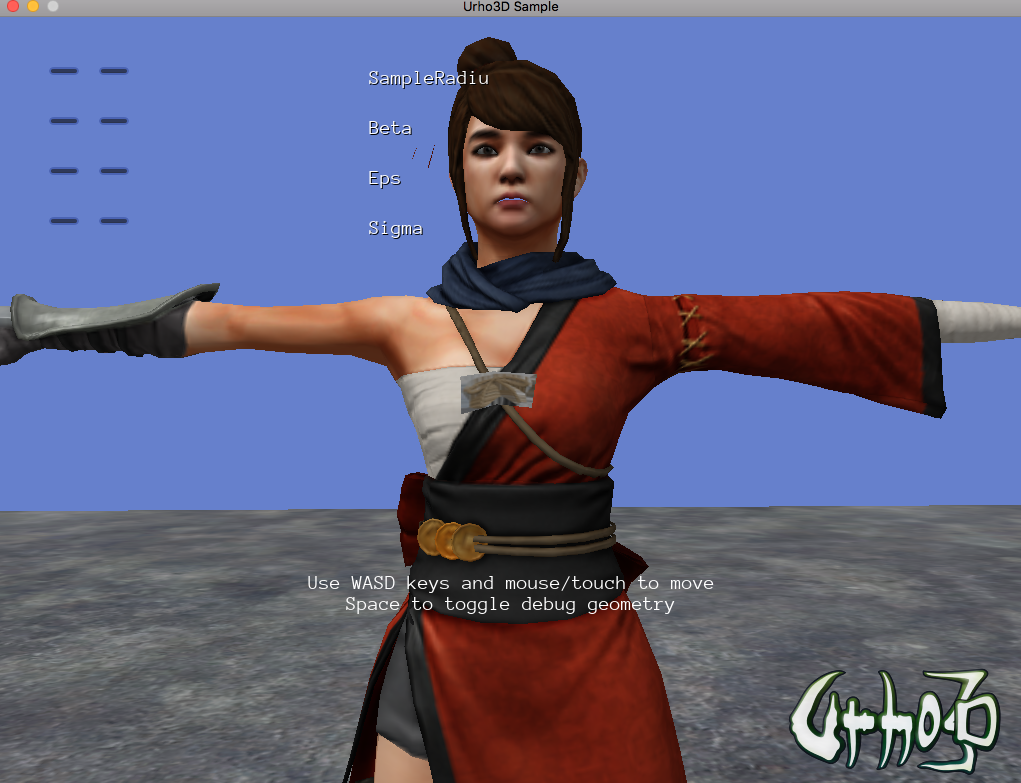 Urho3D Sample
SampleRadiu
Beta
Eps
Sigma
Use WASD keys and mouse/touch to move
Space to toggle debug geometry
Urho3D